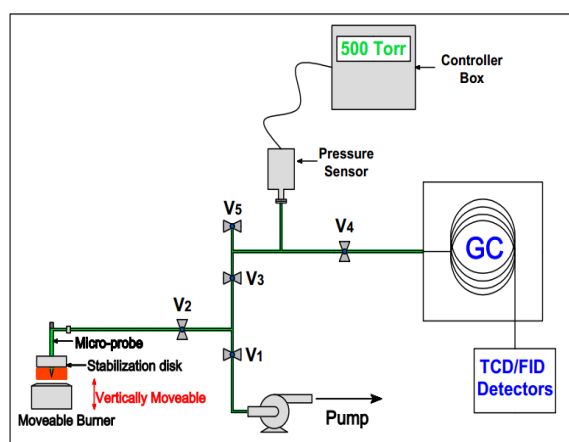 500 Torr
Controller
Box
Pressure
Sensor
V5
V4
GC
V3
V2
Micro-probe
Stabilization disk
V1
TCD/FID
Detectors
Vertically Moveable
Moveable Burner
Pump